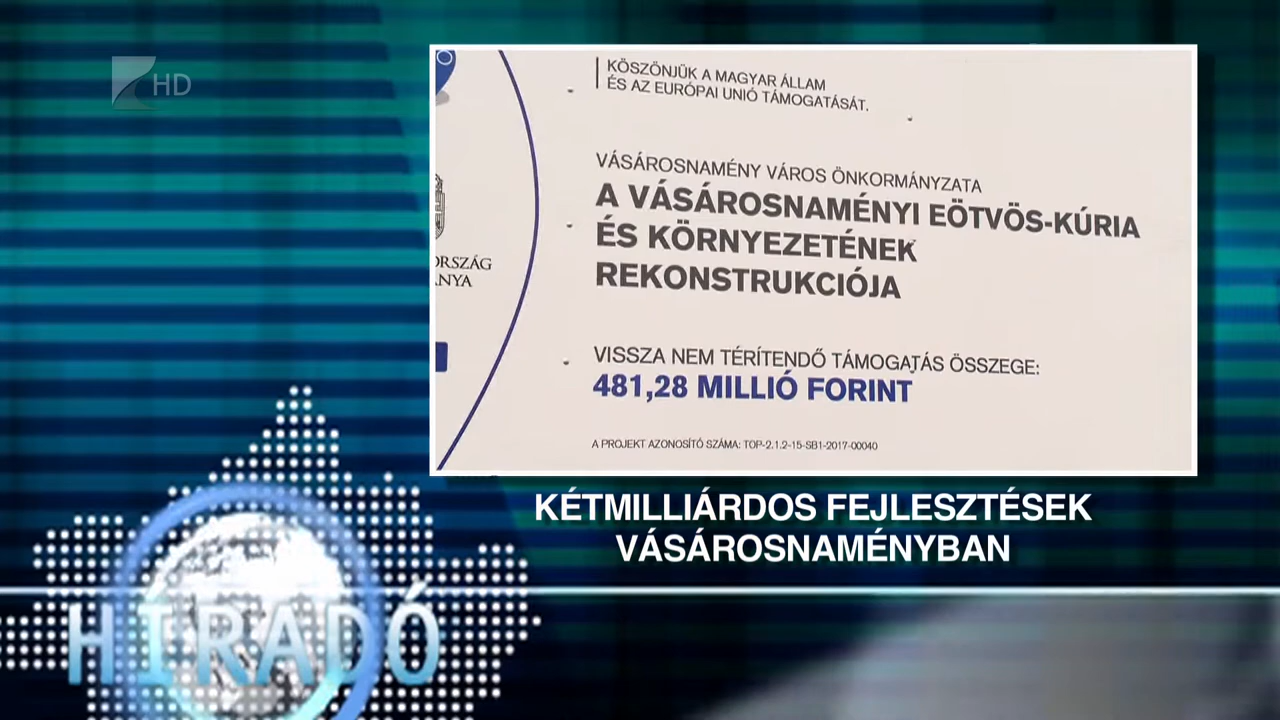 HD
KÖSZÖNJÜK A MAGYAR ÁLLAM
ÉS AZ EURÓPAI UNIÓ TÁMOGATÁSÁT.
VÁSÁROSNAMÉNY VÁROS ÖNKORMÁNYZATA
A VÁSÁROSNAMÉNYI EÖTVÖS-KÚRIA
ÉS KÖRNYEZETÉNEK
REKONSTRUKCIÓJA
VISSZA NEM TÉRÍTENDŐ TÁMOGATÁS ÖSSZEGE:
481,28 MILLIÓ FORINT
A PROJEKT AZONOSÍTÓ SZÁMA: TOP-2.1.2-15-SB1-2017-00040
KÉTMILLIÁRDOS FEJLESZTÉSEK
VÁSÁROSNAMÉNYBAN
HIRADÓ